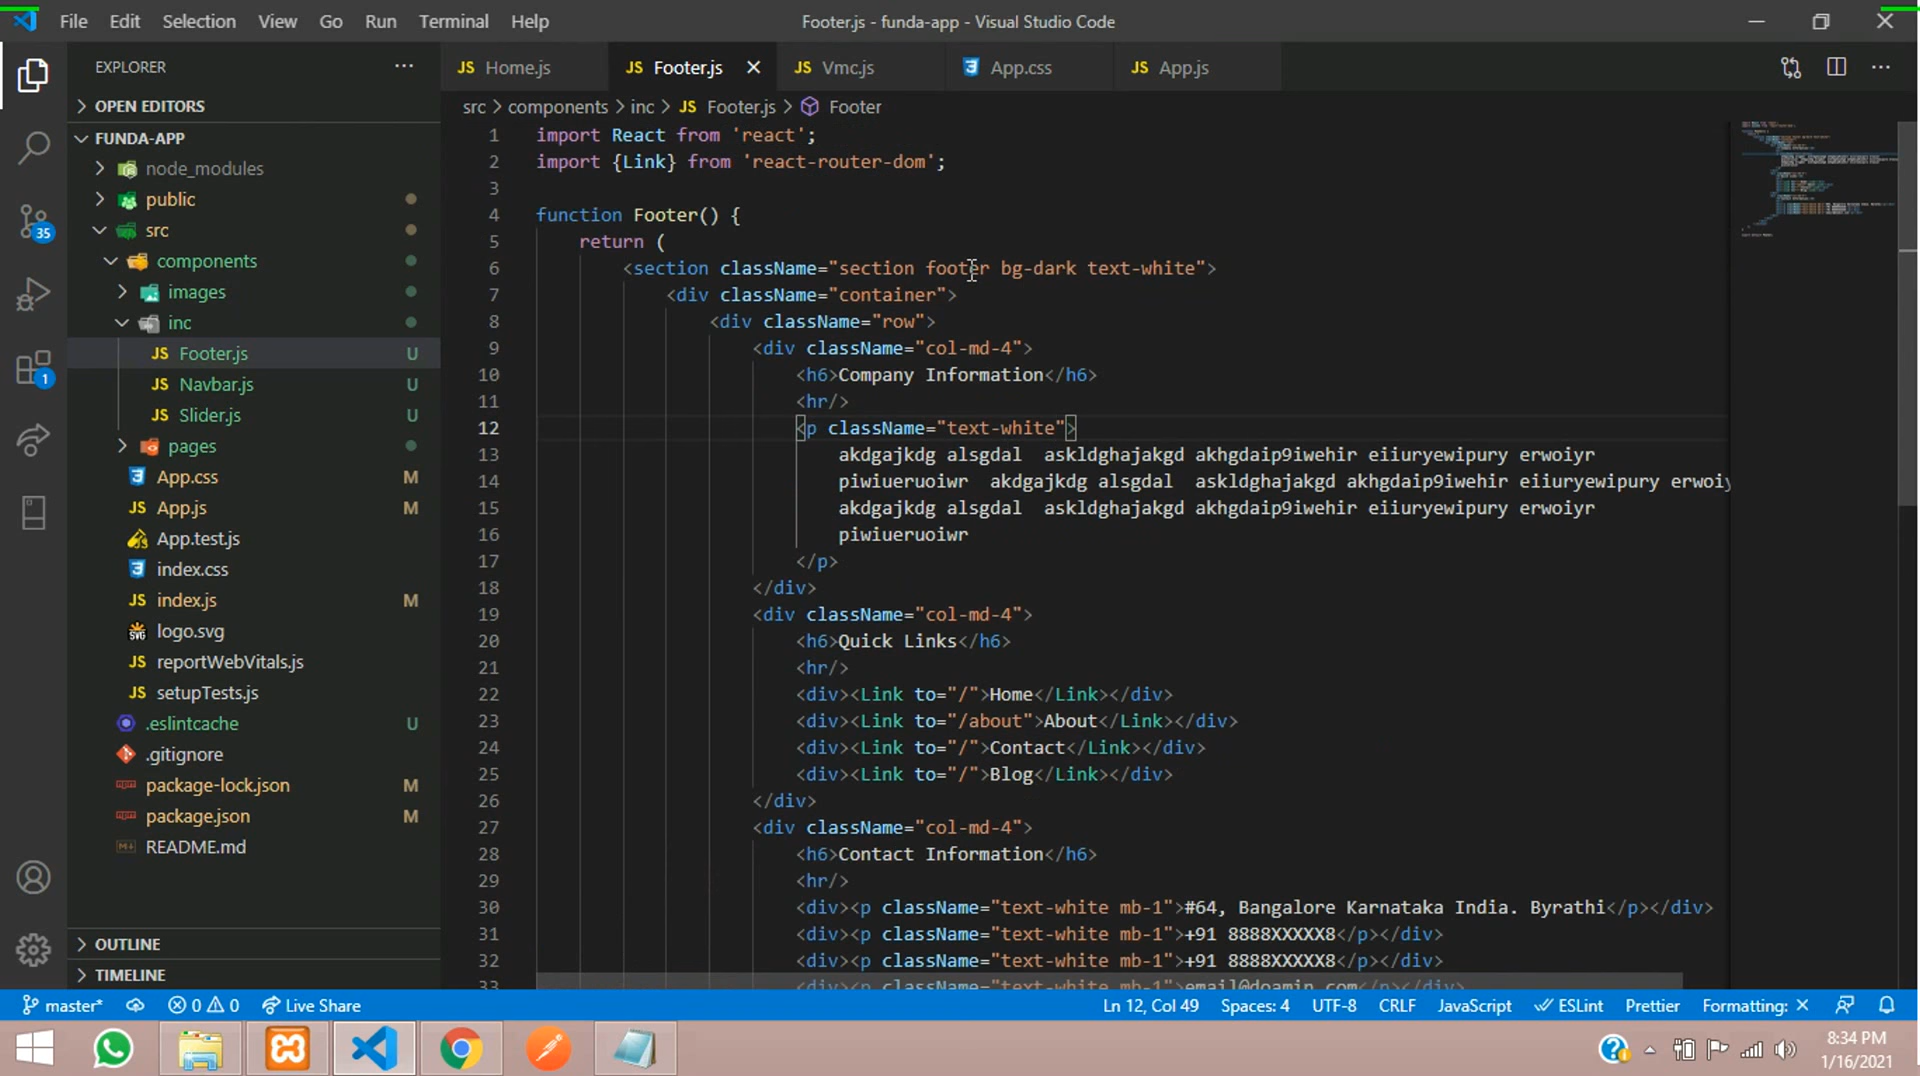 File Edit Selection View Go Run Terminal Help
Footer.js - funda-app - Visual Studio Code
EXPLORER
OPEN EDITORS
FUNDA-APP
node_modules
public
src
components
images
inc
Footer.js U
Navbar.js U
Slider.js U
pages
App.css M
App.js M
App.test.js
index.css
index.js M
logo.svg
reportWebVitals.js
setupTests.js
.eslintcache U
.gitignore
package-lock.json M
package.json M
README.md
OUTLINE
TIMELINE
35
1
JS Home.js JS Footer.js JS Vmc.js App.css JS App.js
src > components > inc > JS Footer.js > Footer
1 import React from 'react';
2 import {Link} from 'react-router-dom';
3
4 function Footer() {
5 return (
6 <section className="section footer bg-dark text-white">
7 <div className="container">
8 <div className="row">
9 <div className="col-md-4">
10 <h6>Company Information</h6>
11 <hr/>
12 <p className="text-white">
13 akdgajkdg alsgdal  askldghajakgd akhgdaip9iwehir eiiuryewipury erwoiyr
14 piwiueruoiwr  akdgajkdg alsgdal  askldghajakgd akhgdaip9iwehir eiiuryewipury erwoiy
15 akdgajkdg alsgdal  askldghajakgd akhgdaip9iwehir eiiuryewipury erwoiyr
16 piwiueruoiwr
17 </p>
18 </div>
19 <div className="col-md-4">
20 <h6>Quick Links</h6>
21 <hr/>
22 <div><Link to="/">Home</Link></div>
23 <div><Link to="/about">About</Link></div>
24 <div><Link to="/">Contact</Link></div>
25 <div><Link to="/">Blog</Link></div>
26 </div>
27 <div className="col-md-4">
28 <h6>Contact Information</h6>
29 <hr/>
30 <div><p className="text-white mb-1">#64, Bangalore Karnataka India. Byrathi</p></div>
31 <div><p className="text-white mb-1">+91 8888XXXXX8</p></div>
32 <div><p className="text-white mb-1">+91 8888XXXXX8</p></div>
33 <div><p className="text-white mb-1">email@doamin.com</p></div>
master* 0 0 Live Share Ln 12, Col 49 Spaces: 4 UTF-8 CRLF JavaScript ESLint Prettier Formatting: ×
8:34 PM
1/16/2021